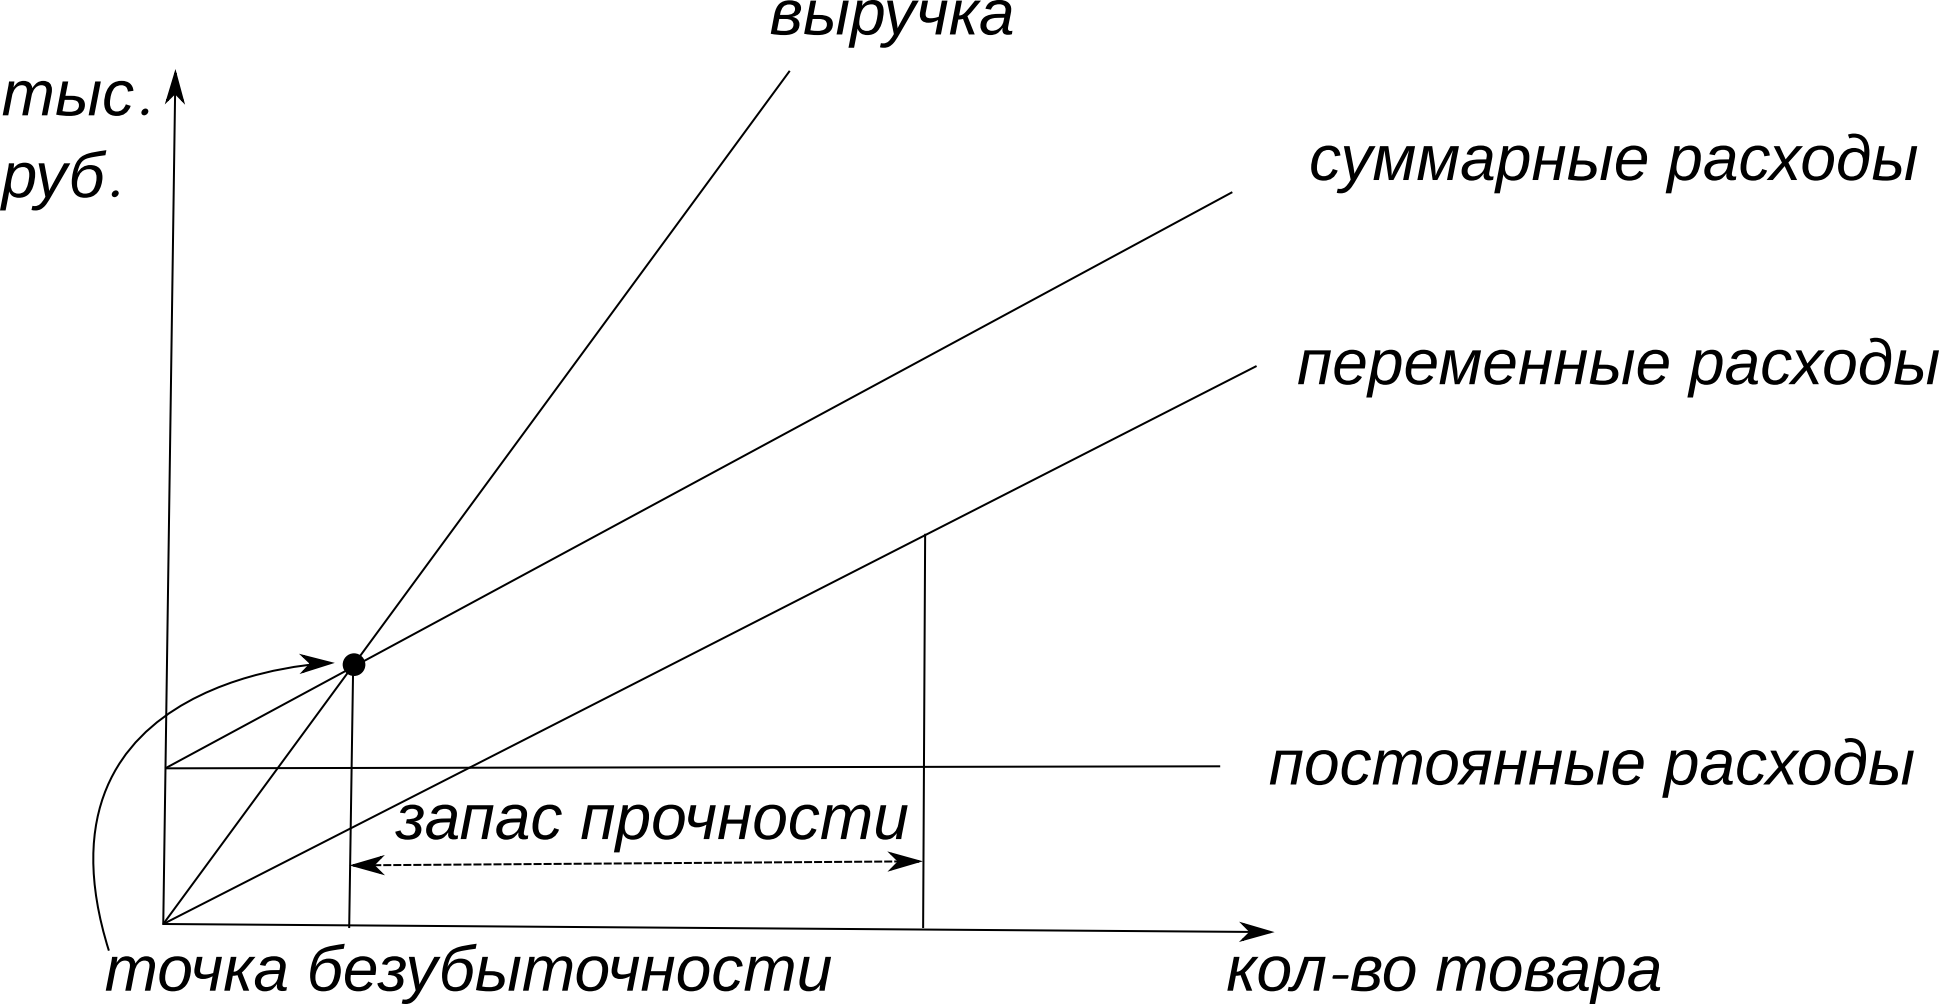 выручка
тыс.
руб.
суммарные расходы
переменные расходы
постоянные расходы
запас прочности
точка безубыточности
кол-во товара